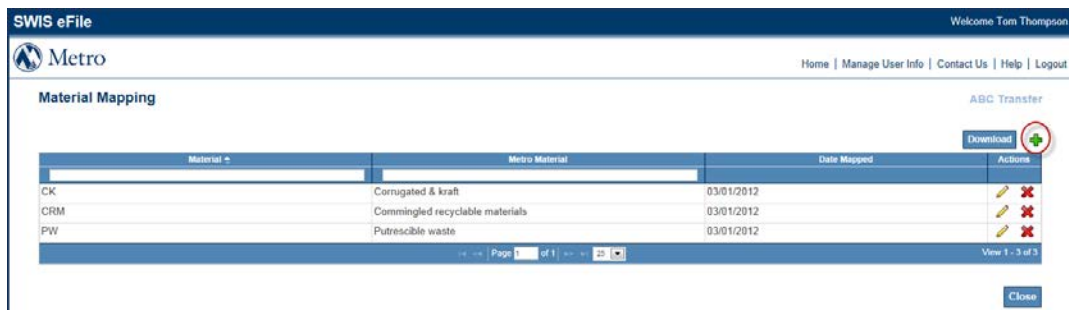 SWIS eFile Welcome Tom Thompson
Metro
Home | Manage User Info | Contact Us | Help | Logout
Material Mapping ABC Transfer
Download
Material Metro Material Date Mapped Actions
CK Corrugated & kraft 03/01/2012
CRM Commingled recyclable materials 03/01/2012
PW Putrescible waste 03/01/2012
Page 1 of 1 25 View 1 - 3 of 3
Close